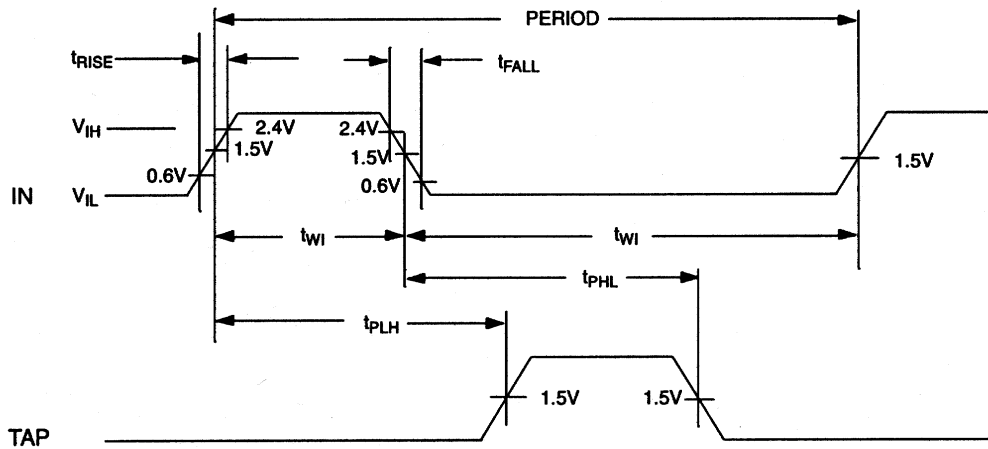 PERIOD
tRISE
tFALL
VIH
2.4V
2.4V
1.5V
1.5V
1.5V
0.6V
0.6V
IN
VIL
tWI
tWI
tPHL
tPLH
1.5V
1.5V
TAP